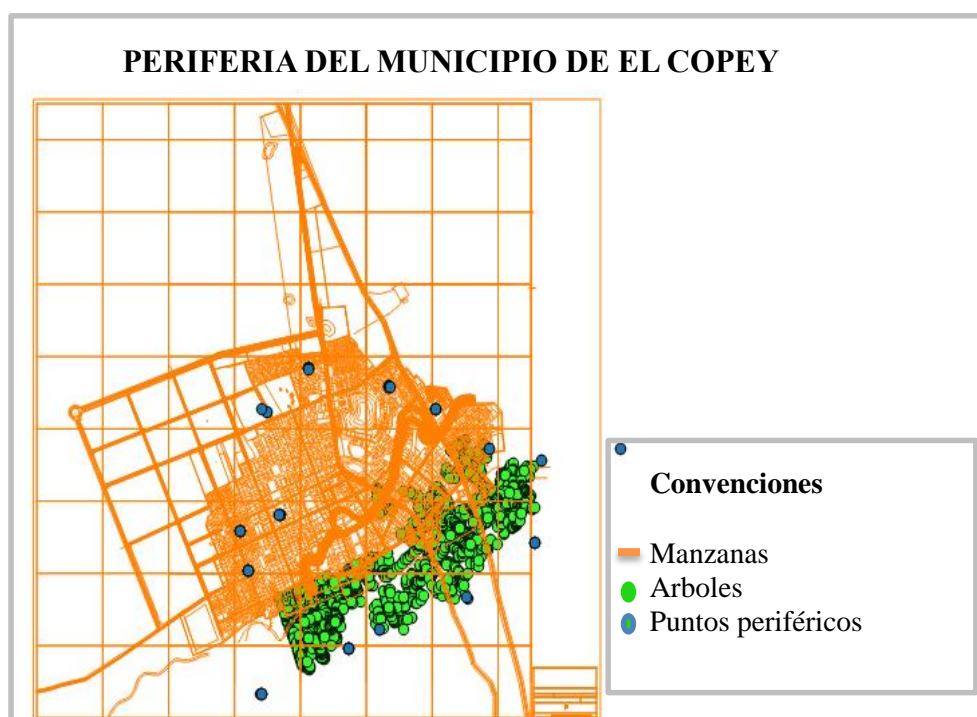 PERIFERIA DEL MUNICIPIO DE EL COPEY
Convenciones
Manzanas
Arboles
Puntos periféricos